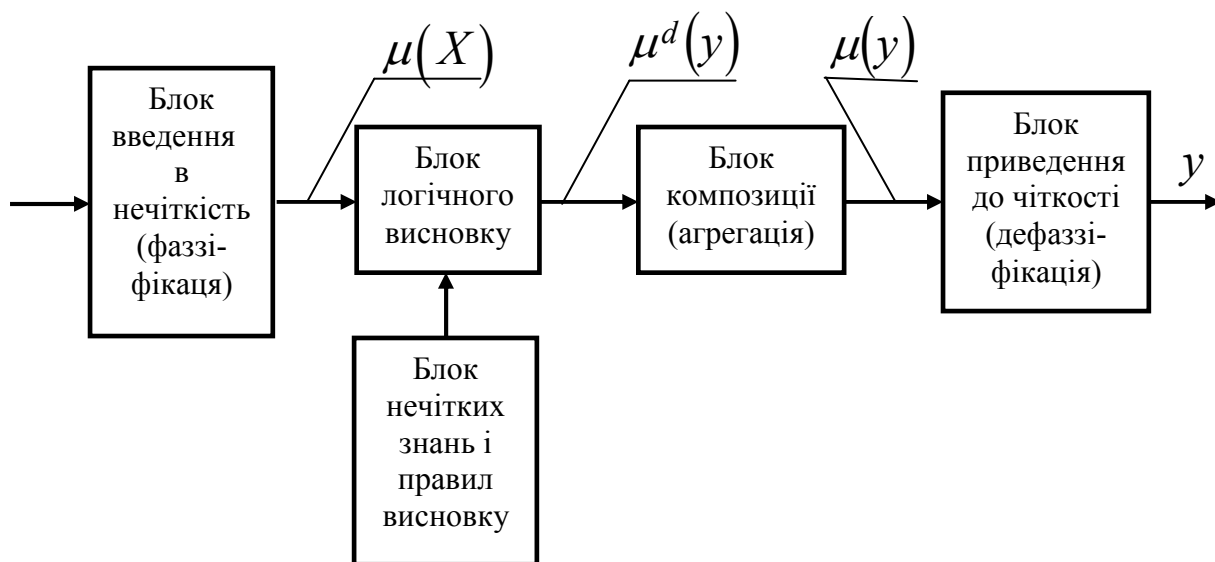 μ(X)
μᵈ(y)
μ(y)
Блок
введення
в
нечіткість
(фаззі-
фікаця)
Блок
логічного
висновку
Блок
композиції
(агрегація)
Блок
приведення
до чіткості
(дефаззі-
фікація)
y
Блок
нечітких
знань і
правил
висновку